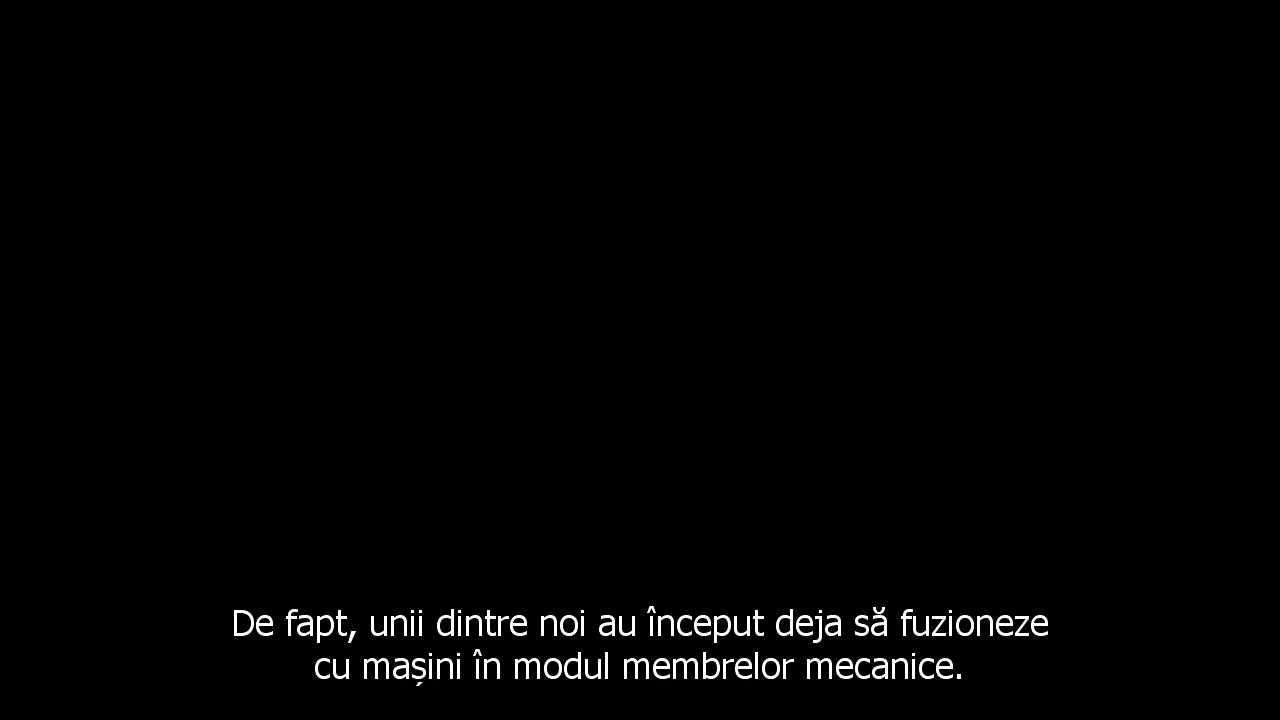 De fapt, unii dintre noi au început deja să fuzioneze
cu mașini în modul membrelor mecanice.